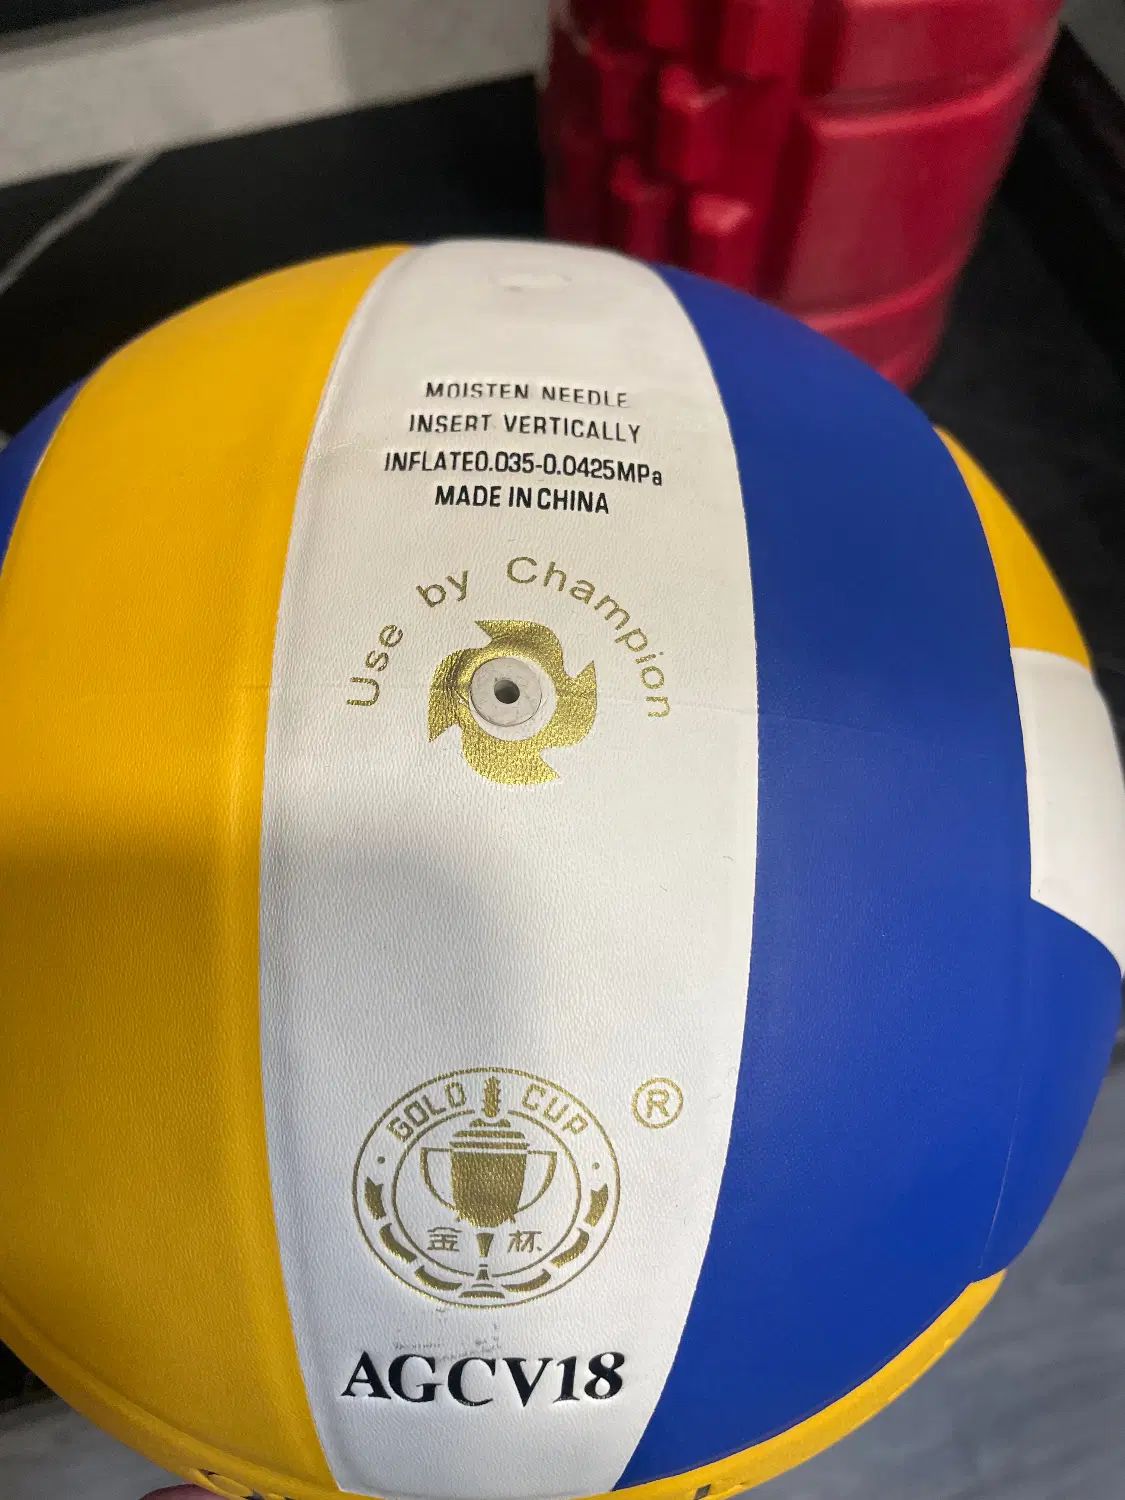 MOISTEN NEEDLE
INSERT VERTICALLY
INFLATE0.035-0.0425MPa
MADE IN CHINA
Use by Champion
GOLD CUP
®
金 杯
AGCV18